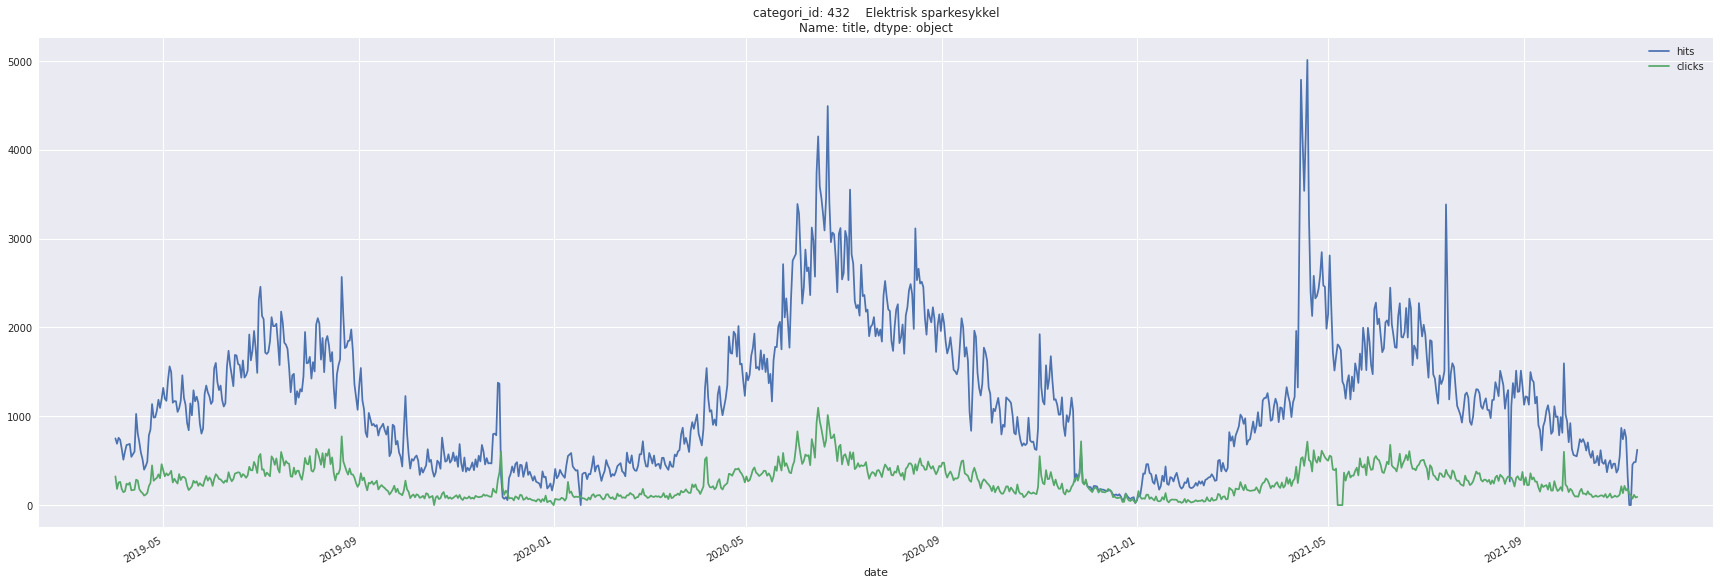 categori_id: 432    Elektrisk sparkesykkel
Name: title, dtype: object
hits
clicks
5000
4000
3000
2000
1000
0
2019-05
2019-09
2020-01
2020-05
2020-09
2021-01
2021-05
2021-09
date